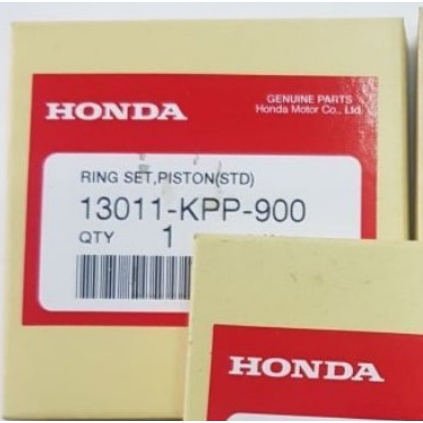 HONDA
GENUINE PARTS
Honda Motor Co., Ltd.
RING SET,PISTON(STD)
13011-KPP-900
QTY 1
HONDA